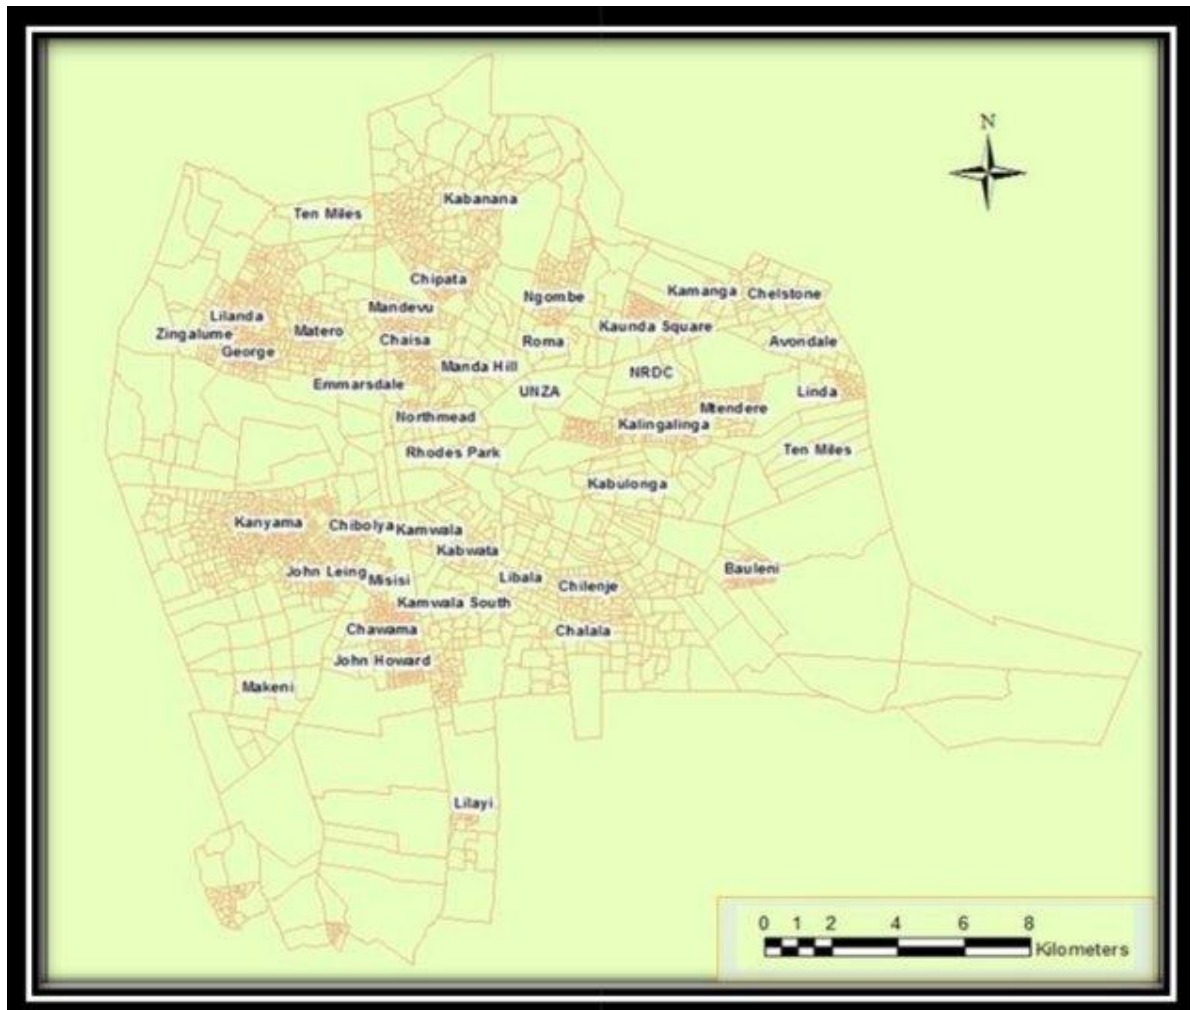 N
Kabanana
Ten Miles
Chipata
Kamanga
Chelstone
Ngombe
Mandevu
Lilanda
Kaunda Square
Zingalume
Matero
Chaisa
Roma
Avondale
George
Manda Hill
NRDC
Emmarsdale
UNZA
Linda
Mtendere
Northmead
Kalingalinga
Rhodes Park
Ten Miles
Kabulonga
Kanyama
Chibolya
Kamwala
Kabwata
Bauleni
John Leing
Misisi
Libala
Chilenje
Kamwala South
Chawama
Chalala
John Howard
Makeni
Lilayi
0 1 2 4 6 8
Kilometers